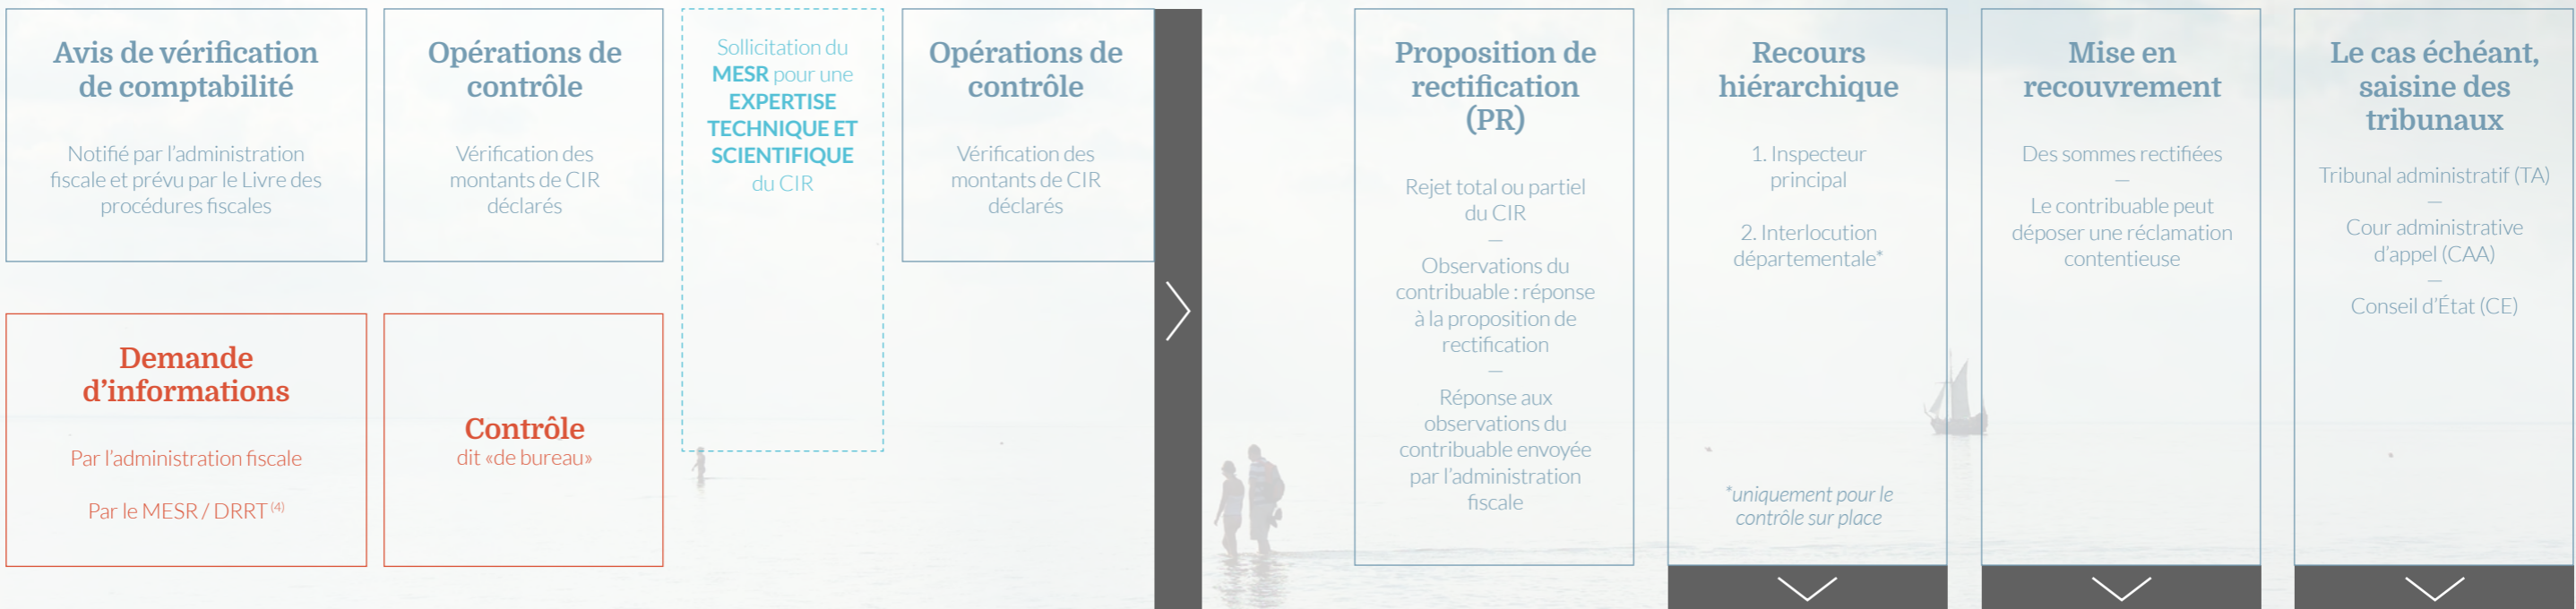 Avis de vérification
de comptabilité
Notifié par l’administration
fiscale et prévu par le Livre des
procédures fiscales
Opérations de
contrôle
Vérification des
montants de CIR
déclarés
Sollicitation du
MESR pour une
EXPERTISE
TECHNIQUE ET
SCIENTIFIQUE
du CIR
Opérations de
contrôle
Vérification des
montants de CIR
déclarés
Demande
d’informations
Par l’administration fiscale
Par le MESR / DRRT (4)
Contrôle
dit «de bureau»
Proposition de
rectification
(PR)
Rejet total ou partiel
du CIR
—
Observations du
contribuable : réponse
à la proposition de
rectification
—
Réponse aux
observations du
contribuable envoyée
par l’administration
fiscale
Recours
hiérarchique
1. Inspecteur
principal
2. Interlocution
départementale*
*uniquement pour le
contrôle sur place
Mise en
recouvrement
Des sommes rectifiées
—
Le contribuable peut
déposer une réclamation
contentieuse
Le cas échéant,
saisine des
tribunaux
Tribunal administratif (TA)
—
Cour administrative
d’appel (CAA)
—
Conseil d’État (CE)